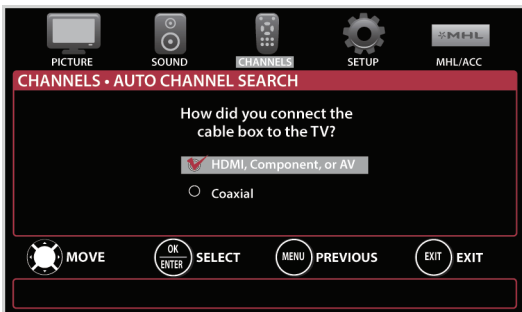 PICTURE SOUND CHANNELS SETUP MHL/ACC
MHL
CHANNELS • AUTO CHANNEL SEARCH
How did you connect the
cable box to the TV?
HDMI, Component, or AV
Coaxial
MOVE OK ENTER SELECT MENU PREVIOUS EXIT EXIT